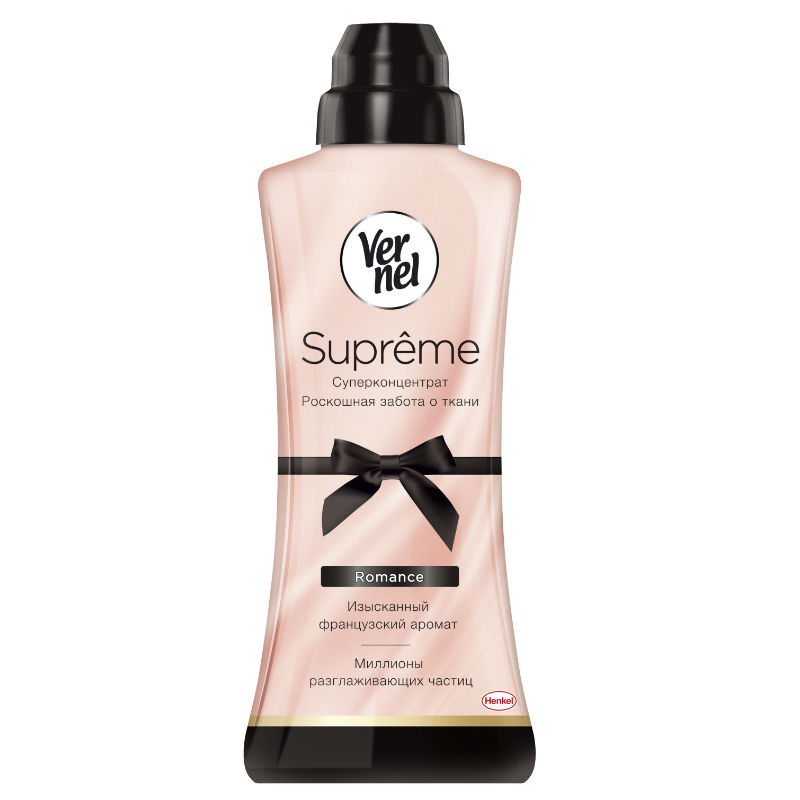 Ver
nel
Suprême
Суперконцентрат
Роскошная забота о ткани
Romance
Изысканный
французский аромат
Миллионы
разглаживающих частиц
Henkel